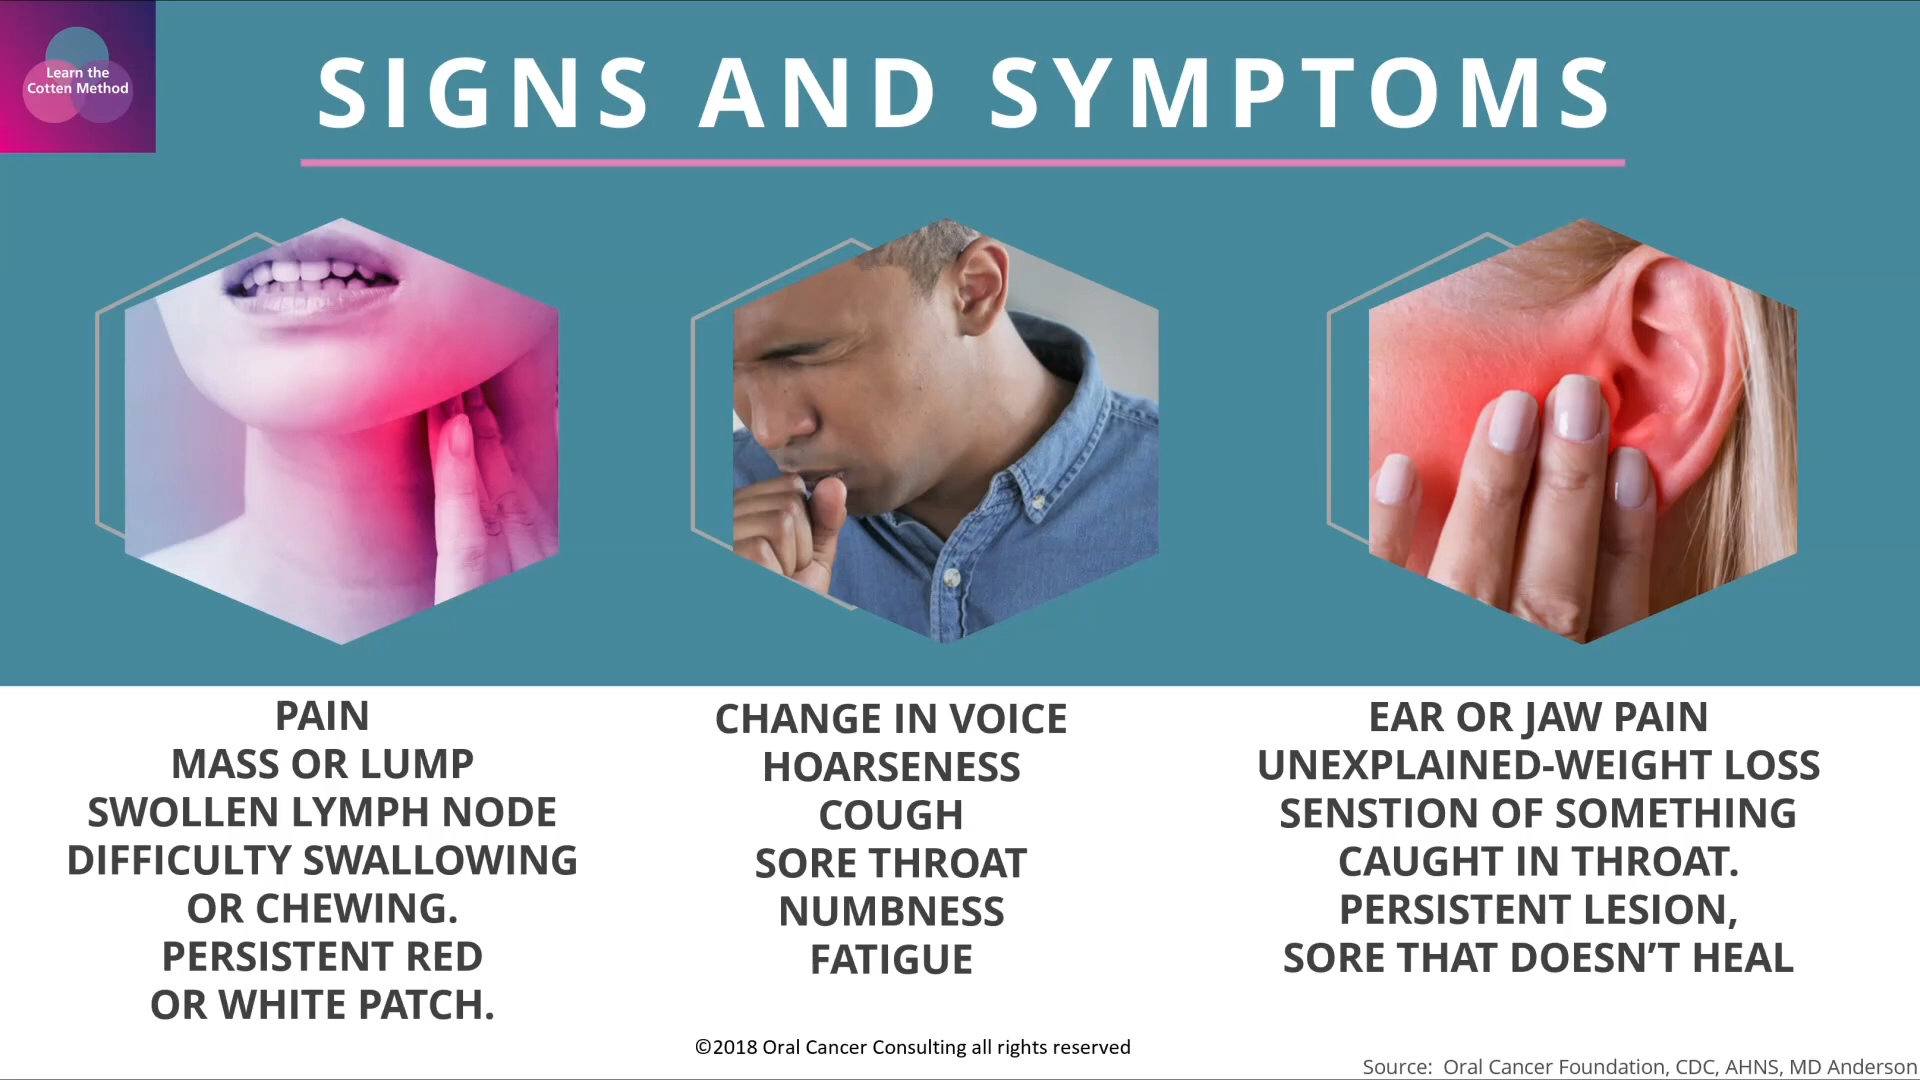 Learn the
Cotten Method
SIGNS AND SYMPTOMS
PAIN
MASS OR LUMP
SWOLLEN LYMPH NODE
DIFFICULTY SWALLOWING
OR CHEWING.
PERSISTENT RED
OR WHITE PATCH.
CHANGE IN VOICE
HOARSENESS
COUGH
SORE THROAT
NUMBNESS
FATIGUE
EAR OR JAW PAIN
UNEXPLAINED-WEIGHT LOSS
SENSTION OF SOMETHING
CAUGHT IN THROAT.
PERSISTENT LESION,
SORE THAT DOESN’T HEAL
©2018 Oral Cancer Consulting all rights reserved
Source: Oral Cancer Foundation, CDC, AHNS, MD Anderson